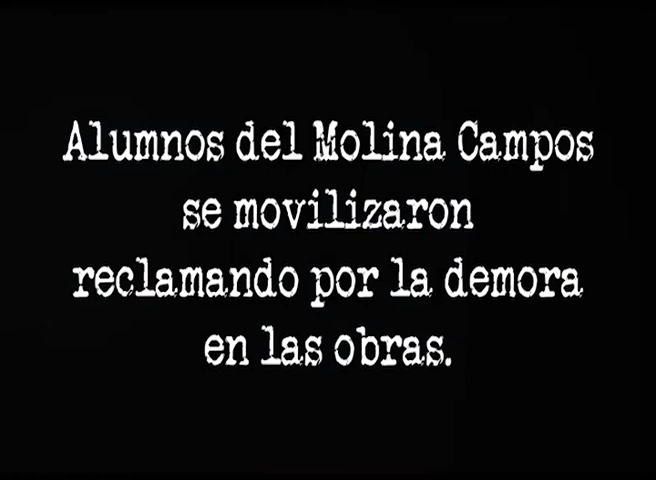 Alumnos del Molina Campos
se movilizaron
reclamando por la demora
en las obras.